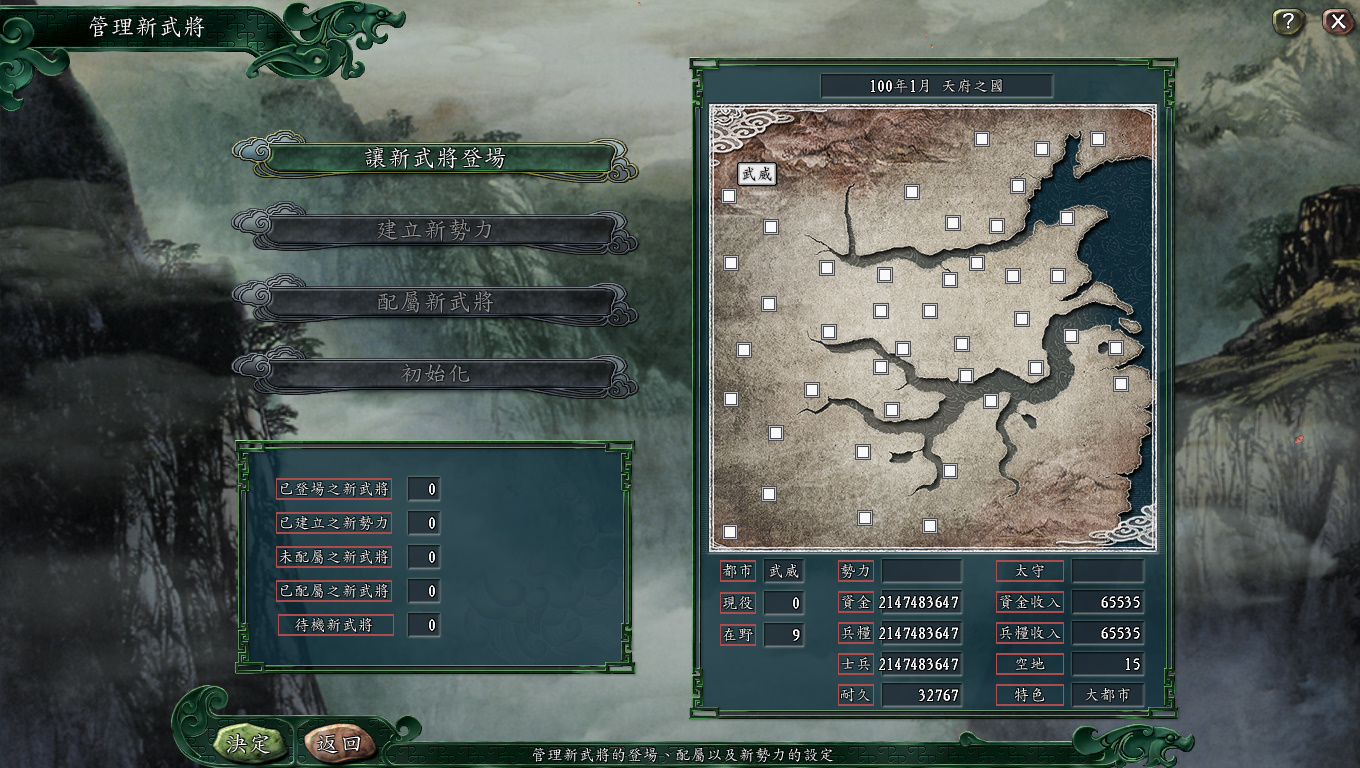 管理新武將
?
X
100年1月 天府之國
武威
讓新武將登場
建立新勢力
配屬新武將
初始化
已登場之新武將 0
已建立之新勢力 0
未配屬之新武將 0
已配屬之新武將 0
待機新武將 0
都市 武威 勢力 太守
現役 0 資金 2147483647 資金收入 65535
在野 9 兵糧 2147483647 兵糧收入 65535
士兵 2147483647 空地 15
耐久 32767 特色 大都市
決定 返回
管理新武將的登場、配屬以及新勢力的設定